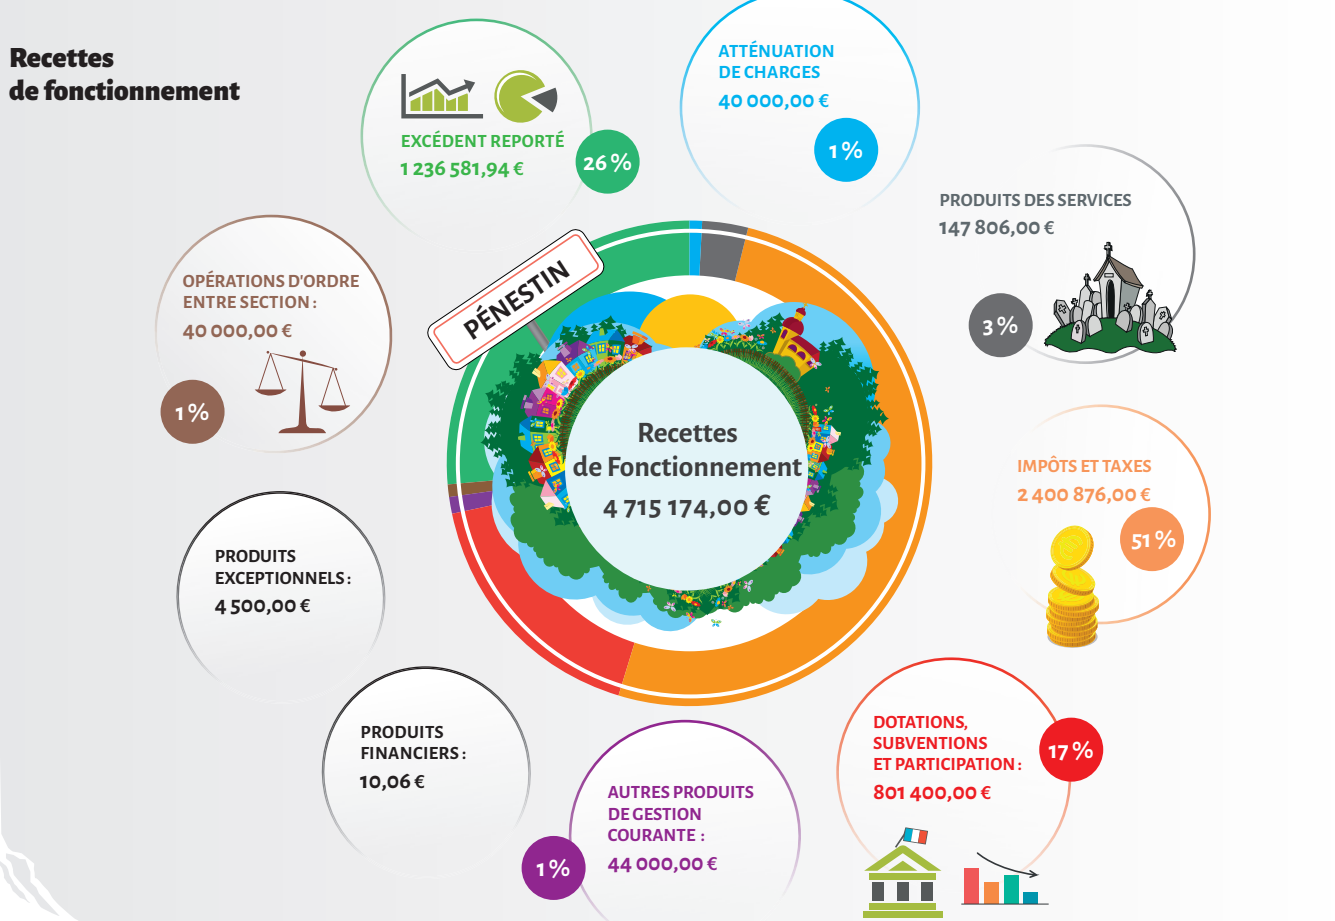 Recettes
de fonctionnement
EXCÉDENT REPORTÉ
1 236 581,94 €
26 %
ATTÉNUATION
DE CHARGES
40 000,00 €
1 %
PRODUITS DES SERVICES
147 806,00 €
3 %
OPÉRATIONS D'ORDRE
ENTRE SECTION :
40 000,00 €
1 %
PÉNESTIN
Recettes
de Fonctionnement
4 715 174,00 €
IMPÔTS ET TAXES
2 400 876,00 €
51 %
PRODUITS
EXCEPTIONNELS :
4 500,00 €
PRODUITS
FINANCIERS :
10,06 €
AUTRES PRODUITS
DE GESTION
COURANTE :
44 000,00 €
1 %
DOTATIONS,
SUBVENTIONS
ET PARTICIPATION :
801 400,00 €
17 %